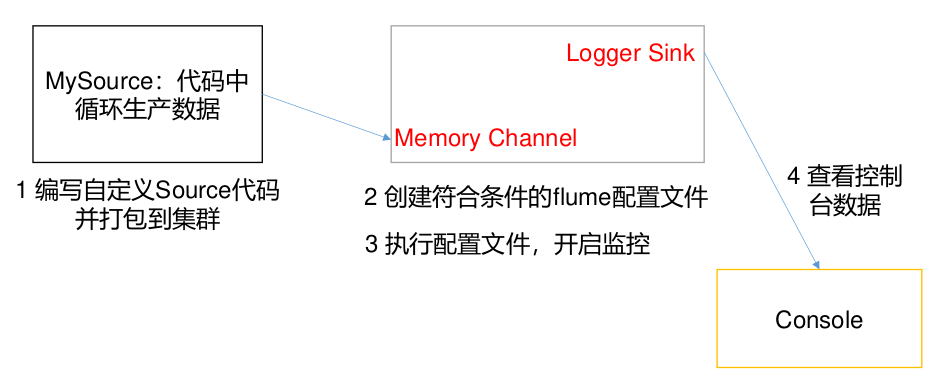 MySource：代码中
循环生产数据
1 编写自定义Source代码
并打包到集群
Logger Sink
Memory Channel
2 创建符合条件的flume配置文件
3 执行配置文件，开启监控
4 查看控制
台数据
Console